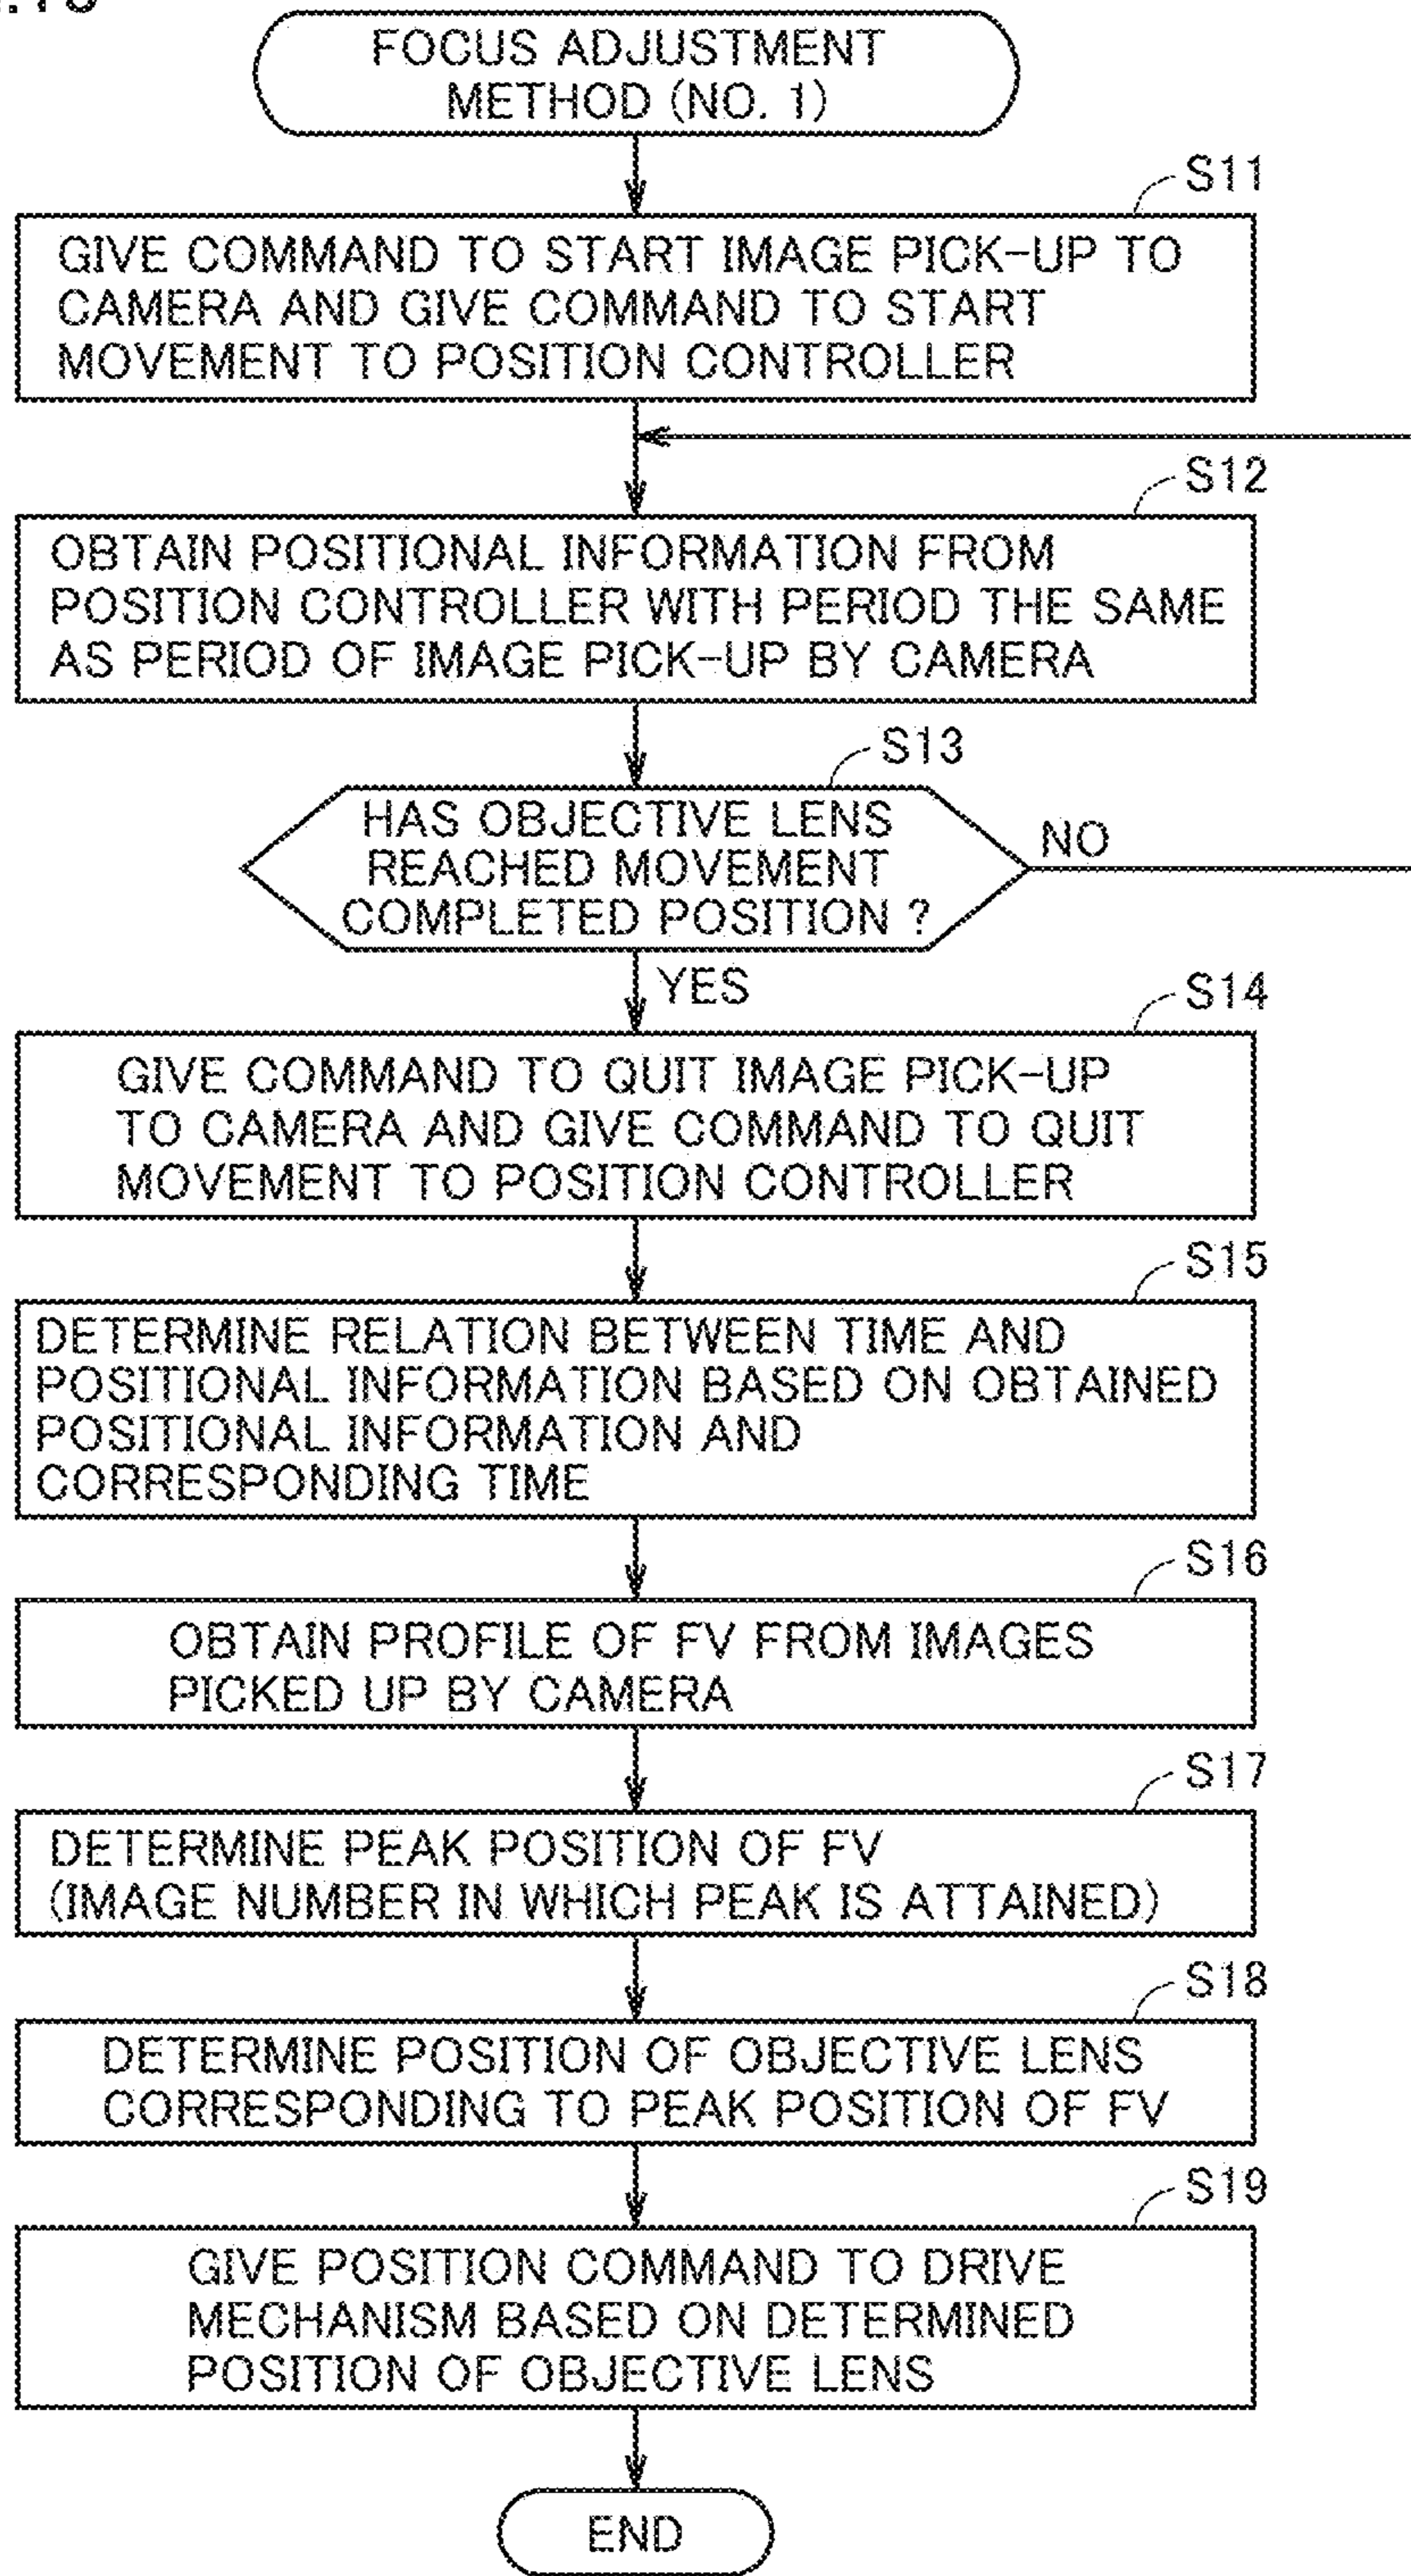 FOCUS ADJUSTMENT
METHOD (NO. 1)
S11
GIVE COMMAND TO START IMAGE PICK-UP TO
CAMERA AND GIVE COMMAND TO START
MOVEMENT TO POSITION CONTROLLER
S12
OBTAIN POSITIONAL INFORMATION FROM
POSITION CONTROLLER WITH PERIOD THE SAME
AS PERIOD OF IMAGE PICK-UP BY CAMERA
S13
HAS OBJECTIVE LENS
REACHED MOVEMENT
COMPLETED POSITION ?
NO
YES
S14
GIVE COMMAND TO QUIT IMAGE PICK-UP
TO CAMERA AND GIVE COMMAND TO QUIT
MOVEMENT TO POSITION CONTROLLER
S15
DETERMINE RELATION BETWEEN TIME AND
POSITIONAL INFORMATION BASED ON OBTAINED
POSITIONAL INFORMATION AND
CORRESPONDING TIME
S16
OBTAIN PROFILE OF FV FROM IMAGES
PICKED UP BY CAMERA
S17
DETERMINE PEAK POSITION OF FV
(IMAGE NUMBER IN WHICH PEAK IS ATTAINED)
S18
DETERMINE POSITION OF OBJECTIVE LENS
CORRESPONDING TO PEAK POSITION OF FV
S19
GIVE POSITION COMMAND TO DRIVE
MECHANISM BASED ON DETERMINED
POSITION OF OBJECTIVE LENS
END